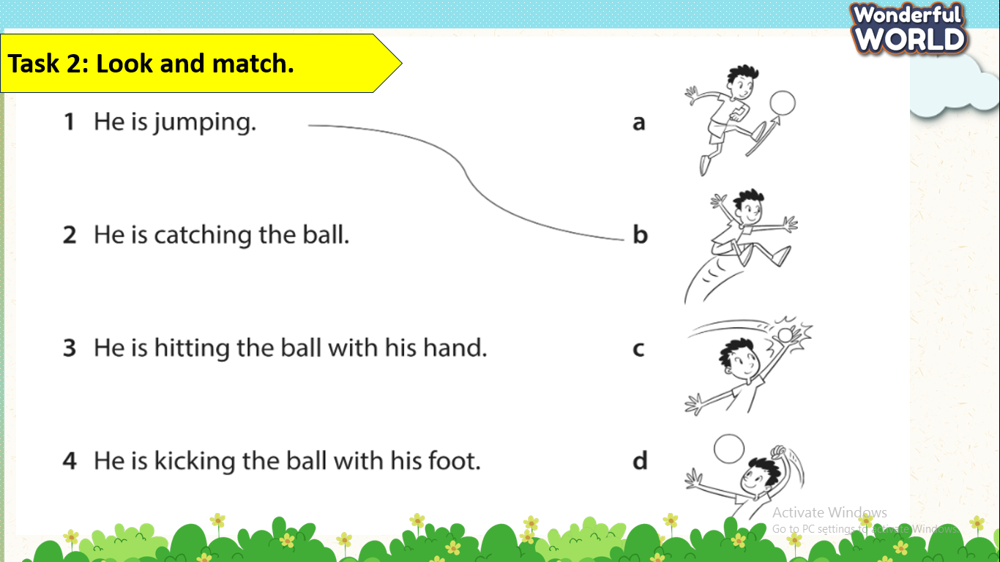 Wonderful
WORLD
Task 2: Look and match.
1 He is jumping. a
2 He is catching the ball. b
3 He is hitting the ball with his hand. c
4 He is kicking the ball with his foot. d
Activate Windows
Go to PC settings to activate Windows.